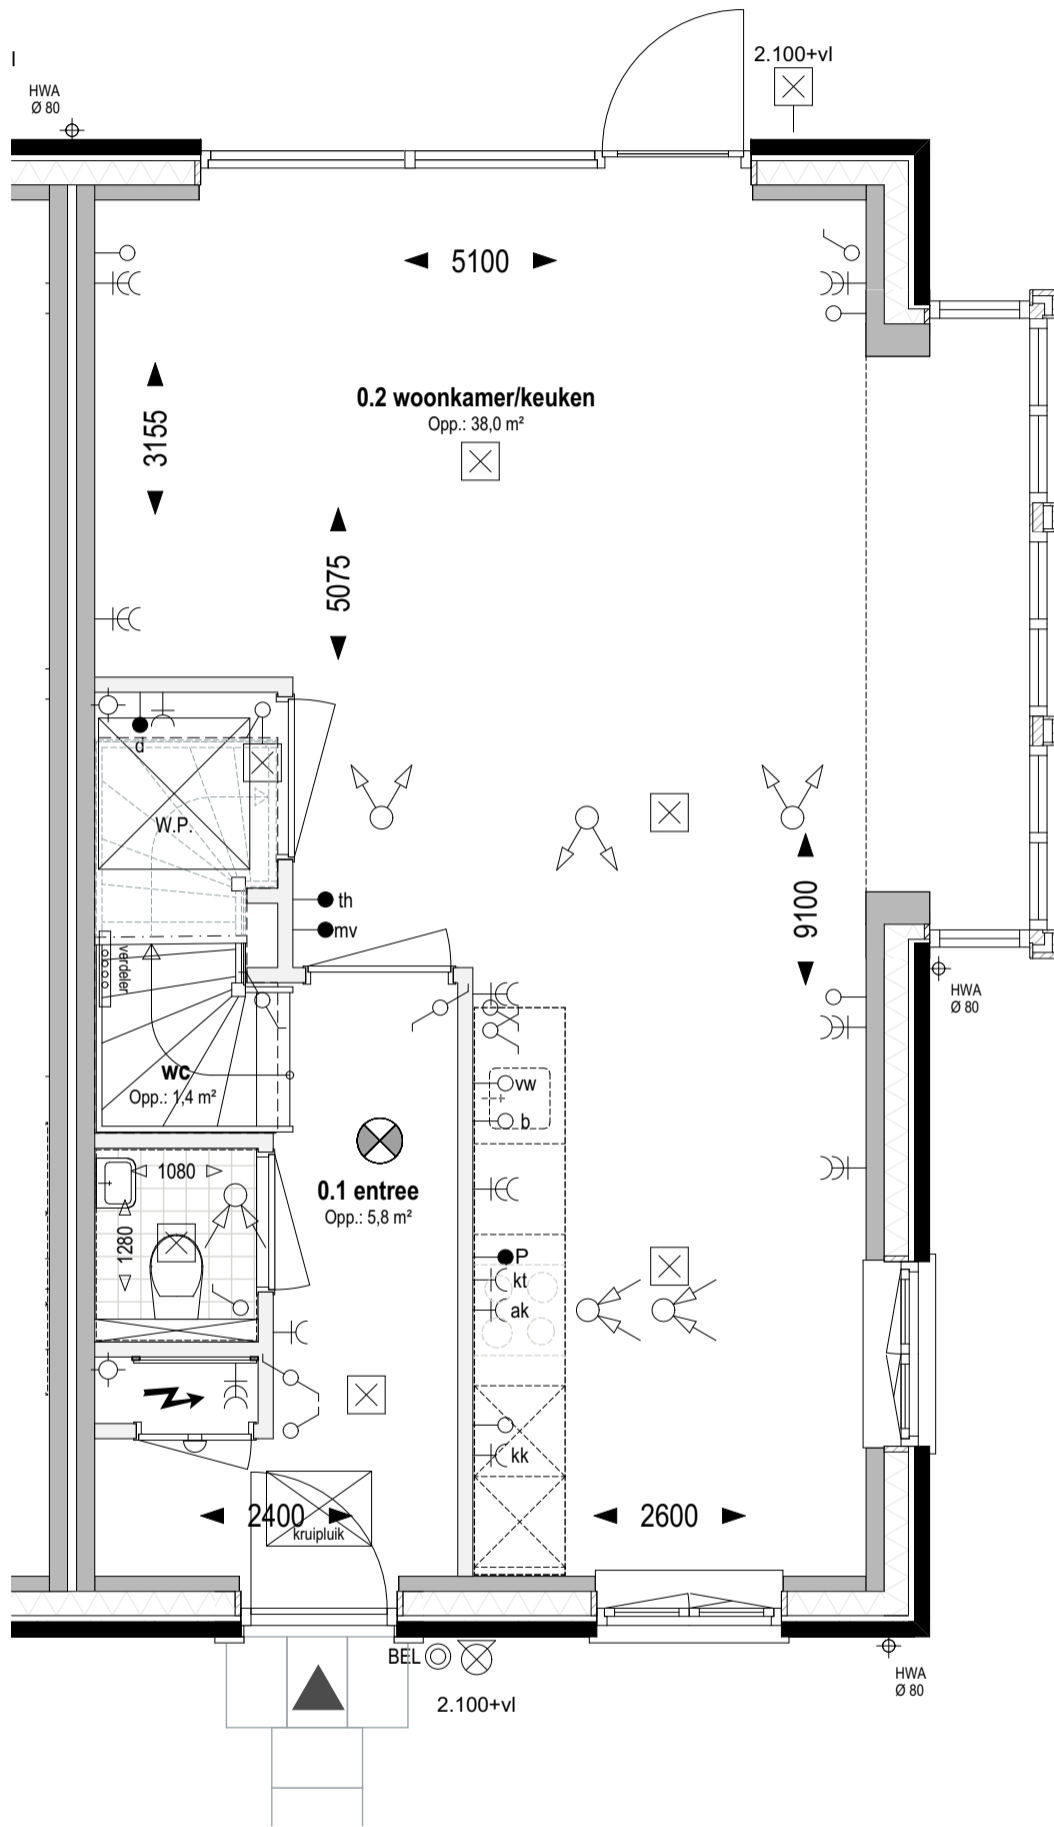 l
2.100+vl
HWA
Ø 80
5100
0.2 woonkamer/keuken
Opp.: 38,0 m²
3155
5075
d
W.P.
th
mv
9100
verdeler
HWA
Ø 80
wc
Opp.: 1,4 m²
vw
b
1080
1280
0.1 entree
Opp.: 5,8 m²
P
kt
ak
kk
2400
kruipluik
2600
BEL
2.100+vl
HWA
Ø 80